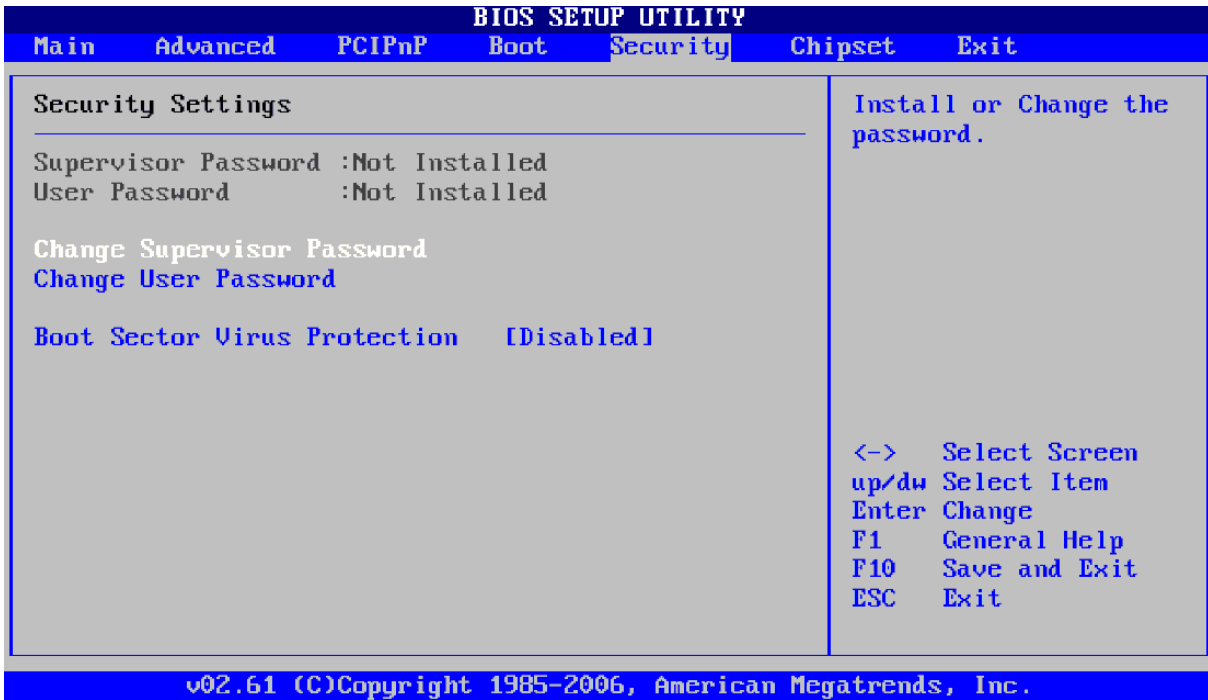 BIOS SETUP UTILITY
Main Advanced PCIPnP Boot Security Chipset Exit
Security Settings
Supervisor Password :Not Installed
User Password :Not Installed
Change Supervisor Password
Change User Password
Boot Sector Virus Protection [Disabled]
Install or Change the
password.
<-> Select Screen
up/dw Select Item
Enter Change
F1 General Help
F10 Save and Exit
ESC Exit
v02.61 (C)Copyright 1985-2006, American Megatrends, Inc.